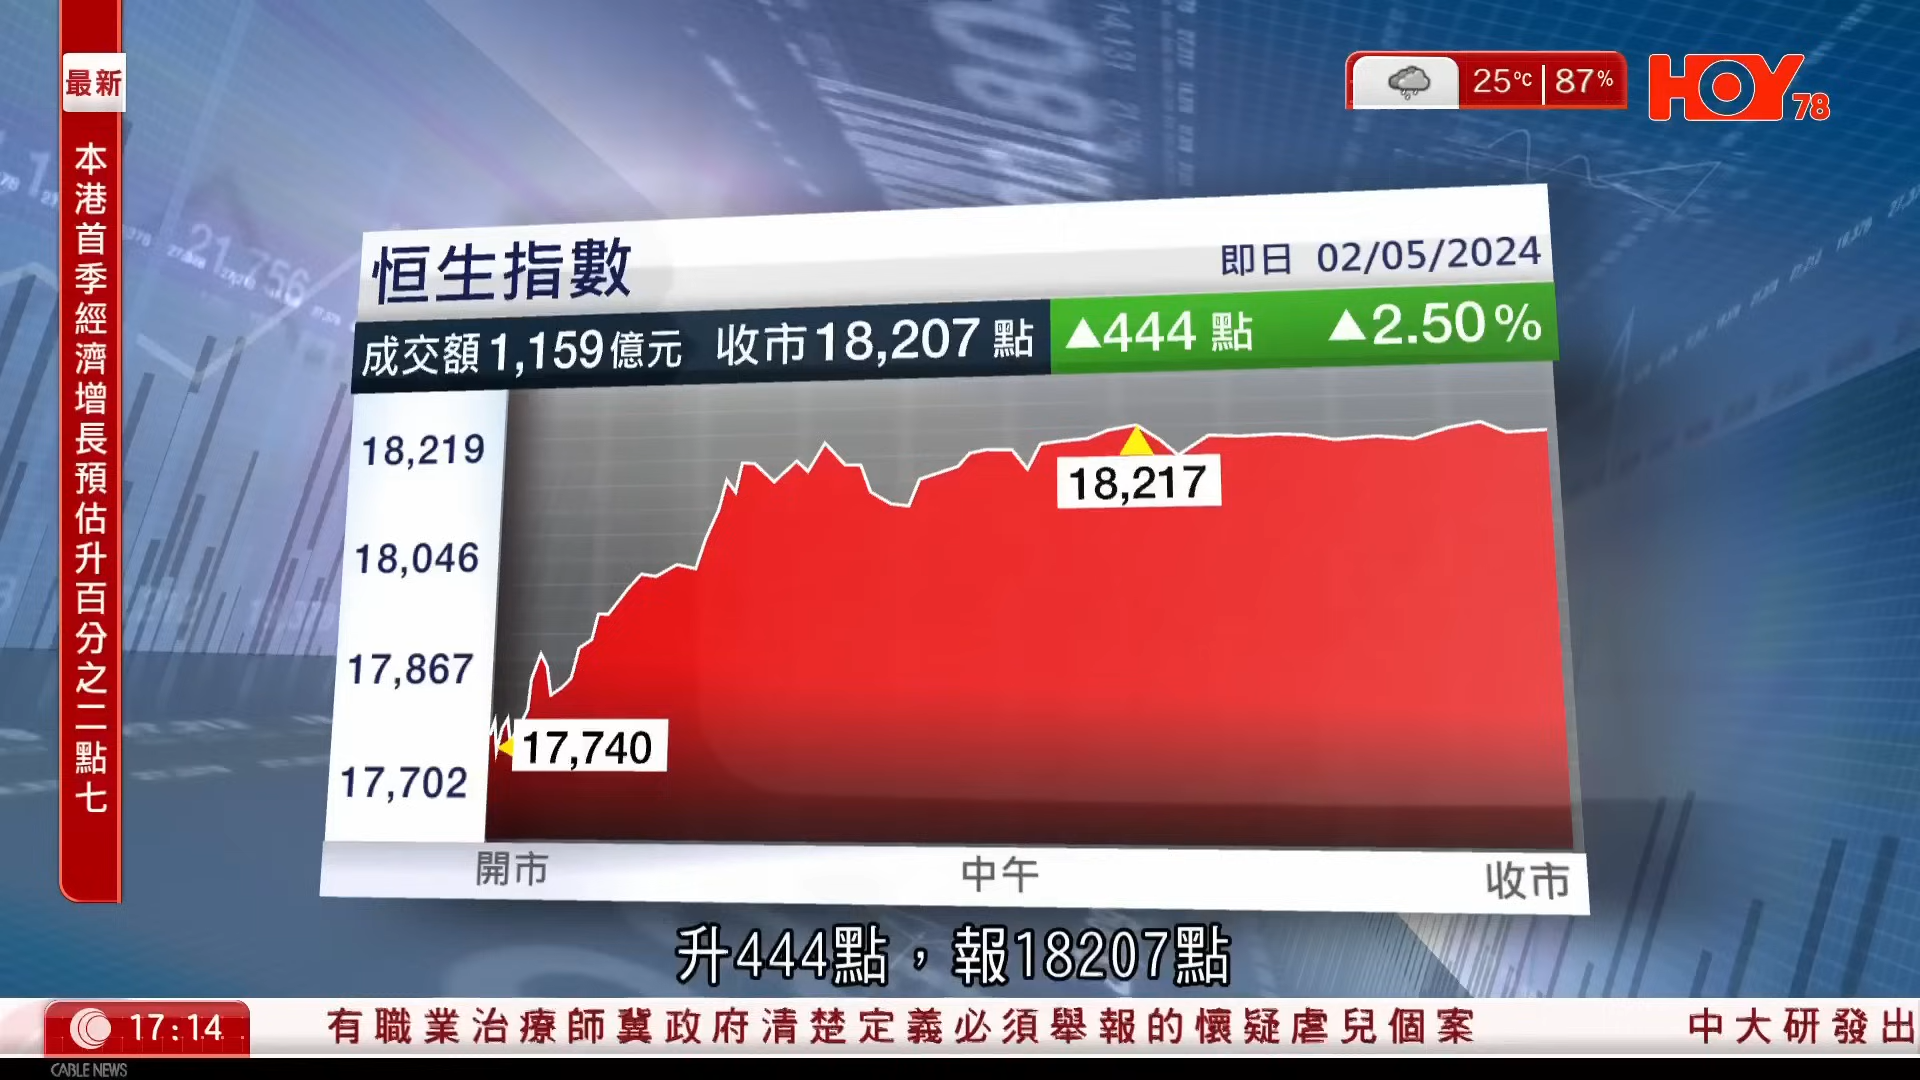 最新
本港首季經濟增長預估升百分之二點七
25°C | 87%
HOY78
恒生指數
即日 02/05/2024
成交額1,159億元 收市18,207點 ▲444點 ▲2.50%
18,219
18,046
17,867
17,702
18,217
17,740
開市 中午 收市
升444點，報18207點
17:14
有職業治療師冀政府清楚定義必須舉報的懷疑虐兒個案 中大研發出
CABLE NEWS